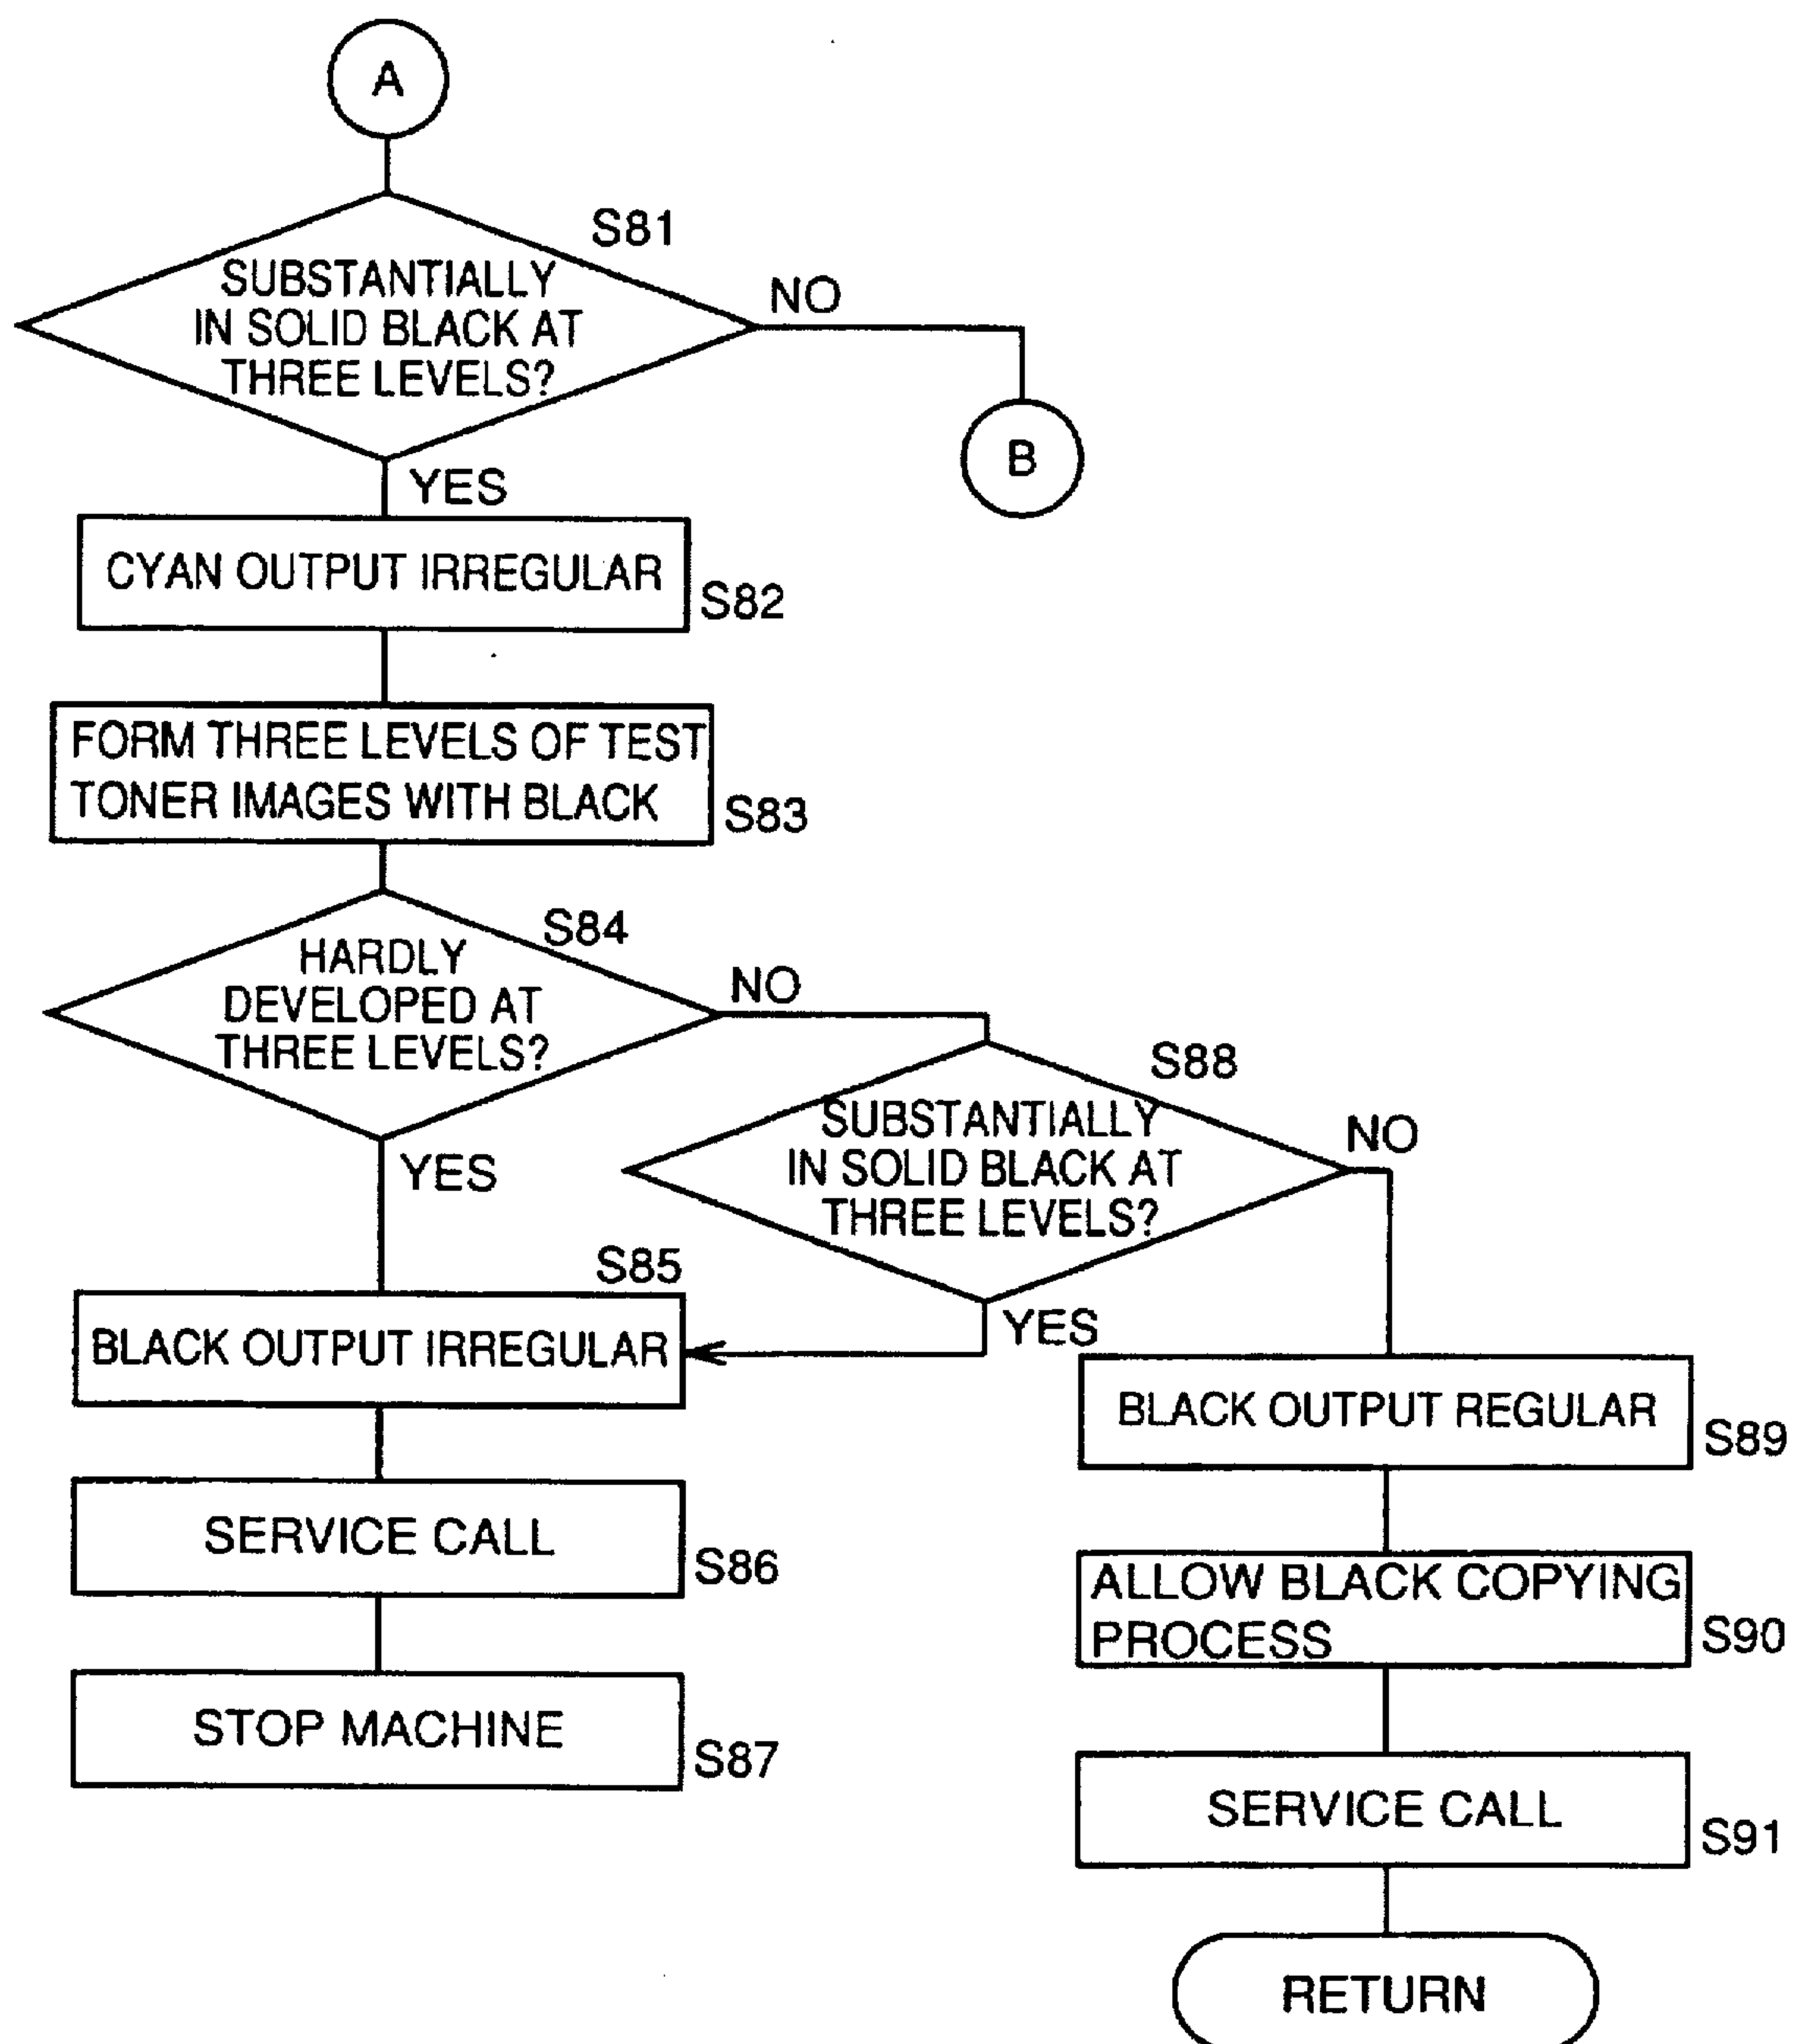 A
S81
SUBSTANTIALLY
IN SOLID BLACK AT
THREE LEVELS?
NO
B
YES
CYAN OUTPUT IRREGULAR
S82
FORM THREE LEVELS OF TEST
TONER IMAGES WITH BLACK
S83
S84
HARDLY
DEVELOPED AT
THREE LEVELS?
NO
YES
S88
SUBSTANTIALLY
IN SOLID BLACK AT
THREE LEVELS?
NO
YES
S85
BLACK OUTPUT IRREGULAR
SERVICE CALL
S86
STOP MACHINE
S87
BLACK OUTPUT REGULAR
S89
ALLOW BLACK COPYING
PROCESS
S90
SERVICE CALL
S91
RETURN